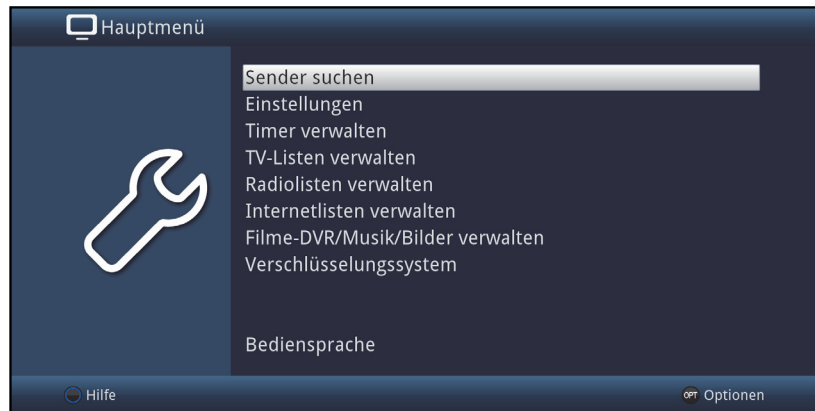 Hauptmenü
Sender suchen
Einstellungen
Timer verwalten
TV-Listen verwalten
Radiolisten verwalten
Internetlisten verwalten
Filme-DVR/Musik/Bilder verwalten
Verschlüsselungssystem
Bediensprache
Hilfe
OPT Optionen